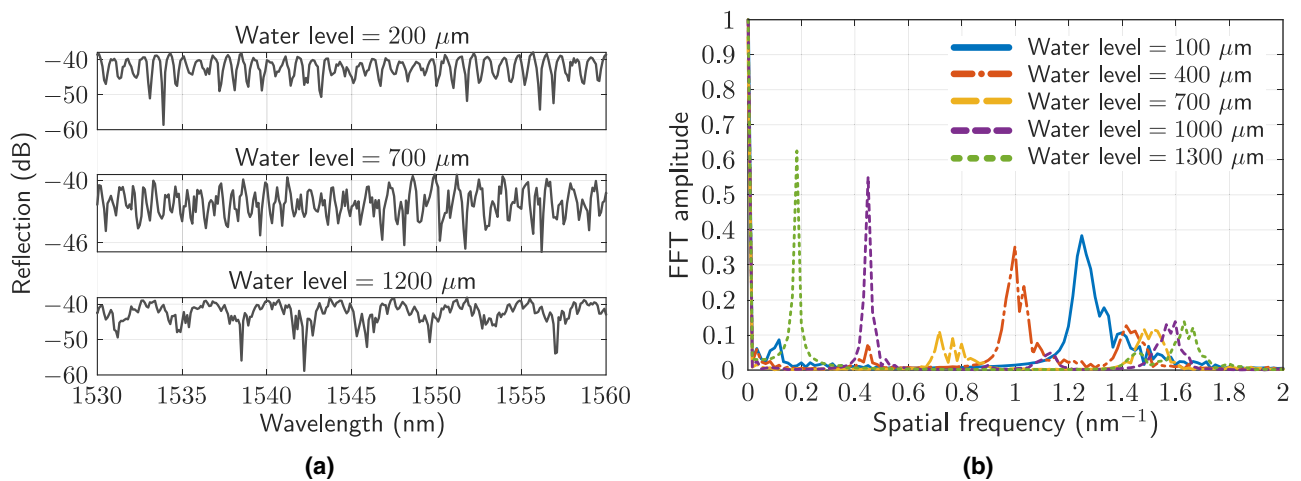 Water level = 200 μm
−40
−50
−60
Water level = 700 μm
−40
−46
Water level = 1200 μm
−40
−50
−60
1530 1535 1540 1545 1550 1555 1560
Reflection (dB)
Wavelength (nm)
(a)
1
0.9
0.8
0.7
0.6
0.5
0.4
0.3
0.2
0.1
0
0 0.2 0.4 0.6 0.8 1 1.2 1.4 1.6 1.8 2
FFT amplitude
Spatial frequency (nm⁻¹)
Water level = 100 μm
Water level = 400 μm
Water level = 700 μm
Water level = 1000 μm
Water level = 1300 μm
(b)